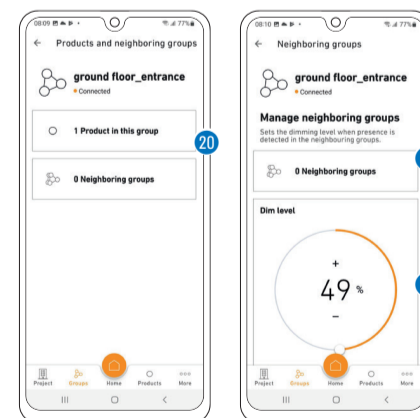 08:09
77%
Products and neighboring groups
ground floor_entrance
Connected
1 Product in this group
20
0 Neighboring groups
Project
Groups
Home
Products
More
08:10
77%
Neighboring groups
ground floor_entrance
Connected
Manage neighboring groups
Sets the dimming level when presence is
detected in the neighbouring groups.
0 Neighboring groups
Dim level
+
49 %
−
Project
Groups
Home
Products
More